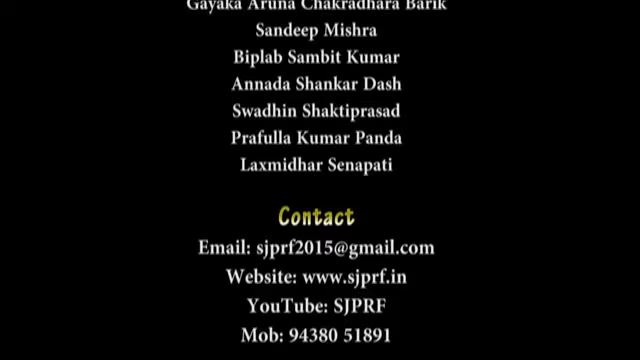 Gayaka Aruna Chakradhara Barik
Sandeep Mishra
Biplab Sambit Kumar
Annada Shankar Dash
Swadhin Shaktiprasad
Prafulla Kumar Panda
Laxmidhar Senapati
Contact
Email: sjprf2015@gmail.com
Website: www.sjprf.in
YouTube: SJPRF
Mob: 94380 51891